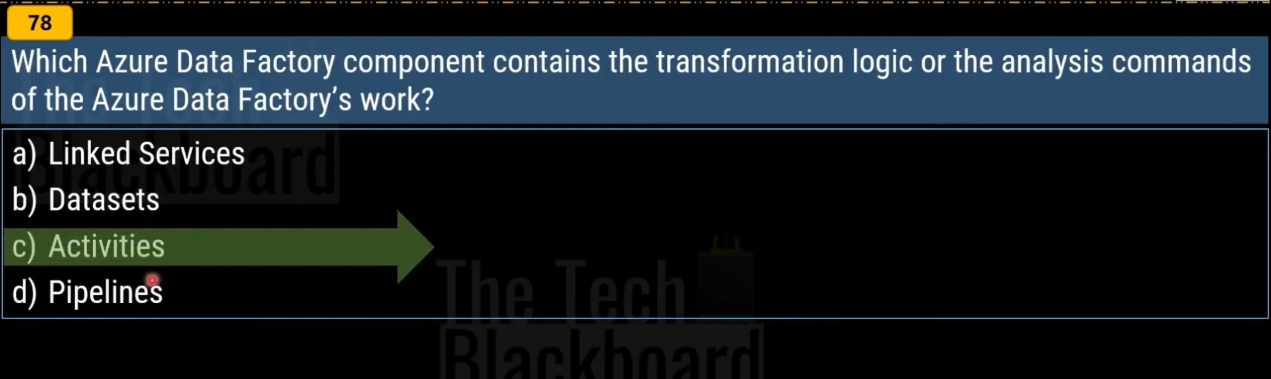 78
Which Azure Data Factory component contains the transformation logic or the analysis commands
of the Azure Data Factory's work?
a) Linked Services
b) Datasets
c) Activities
d) Pipelines
The Tech
Blackboard